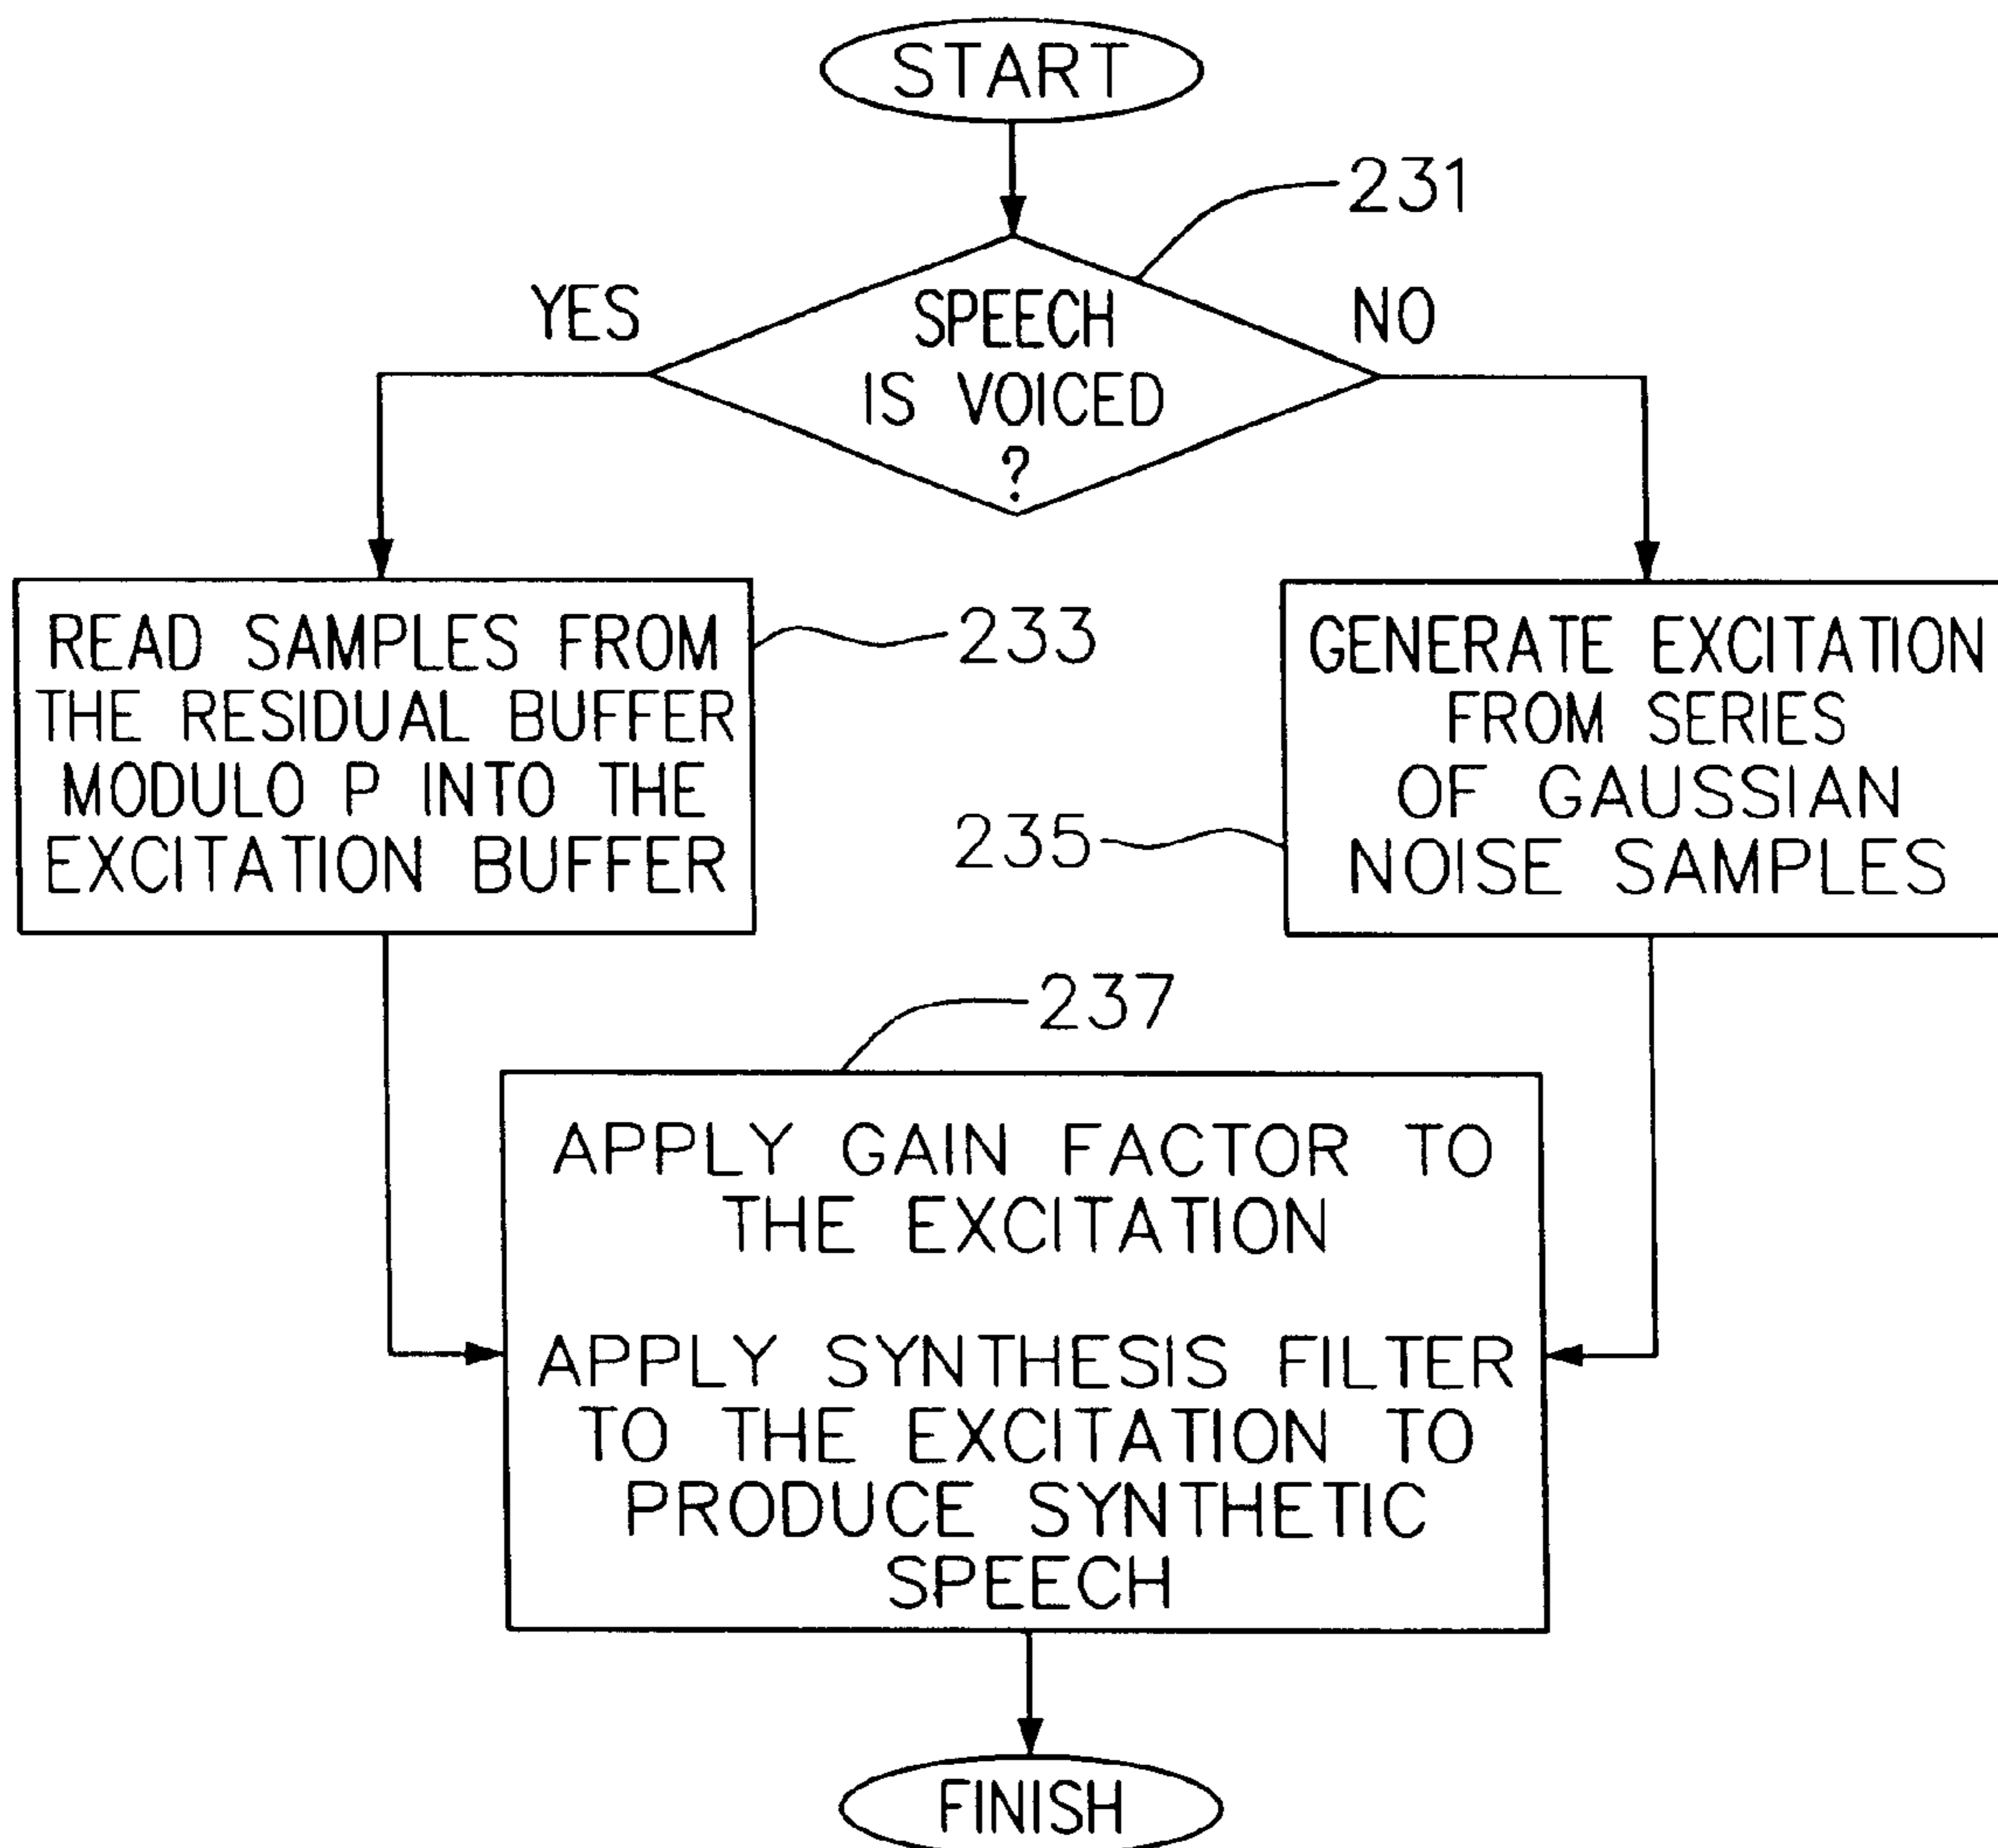 START
231
YES
NO
SPEECH
IS VOICED
?
READ SAMPLES FROM
THE RESIDUAL BUFFER
MODULO P INTO THE
EXCITATION BUFFER
233
GENERATE EXCITATION
FROM SERIES
OF GAUSSIAN
NOISE SAMPLES
235
237
APPLY GAIN FACTOR TO
THE EXCITATION
APPLY SYNTHESIS FILTER
TO THE EXCITATION TO
PRODUCE SYNTHETIC
SPEECH
FINISH